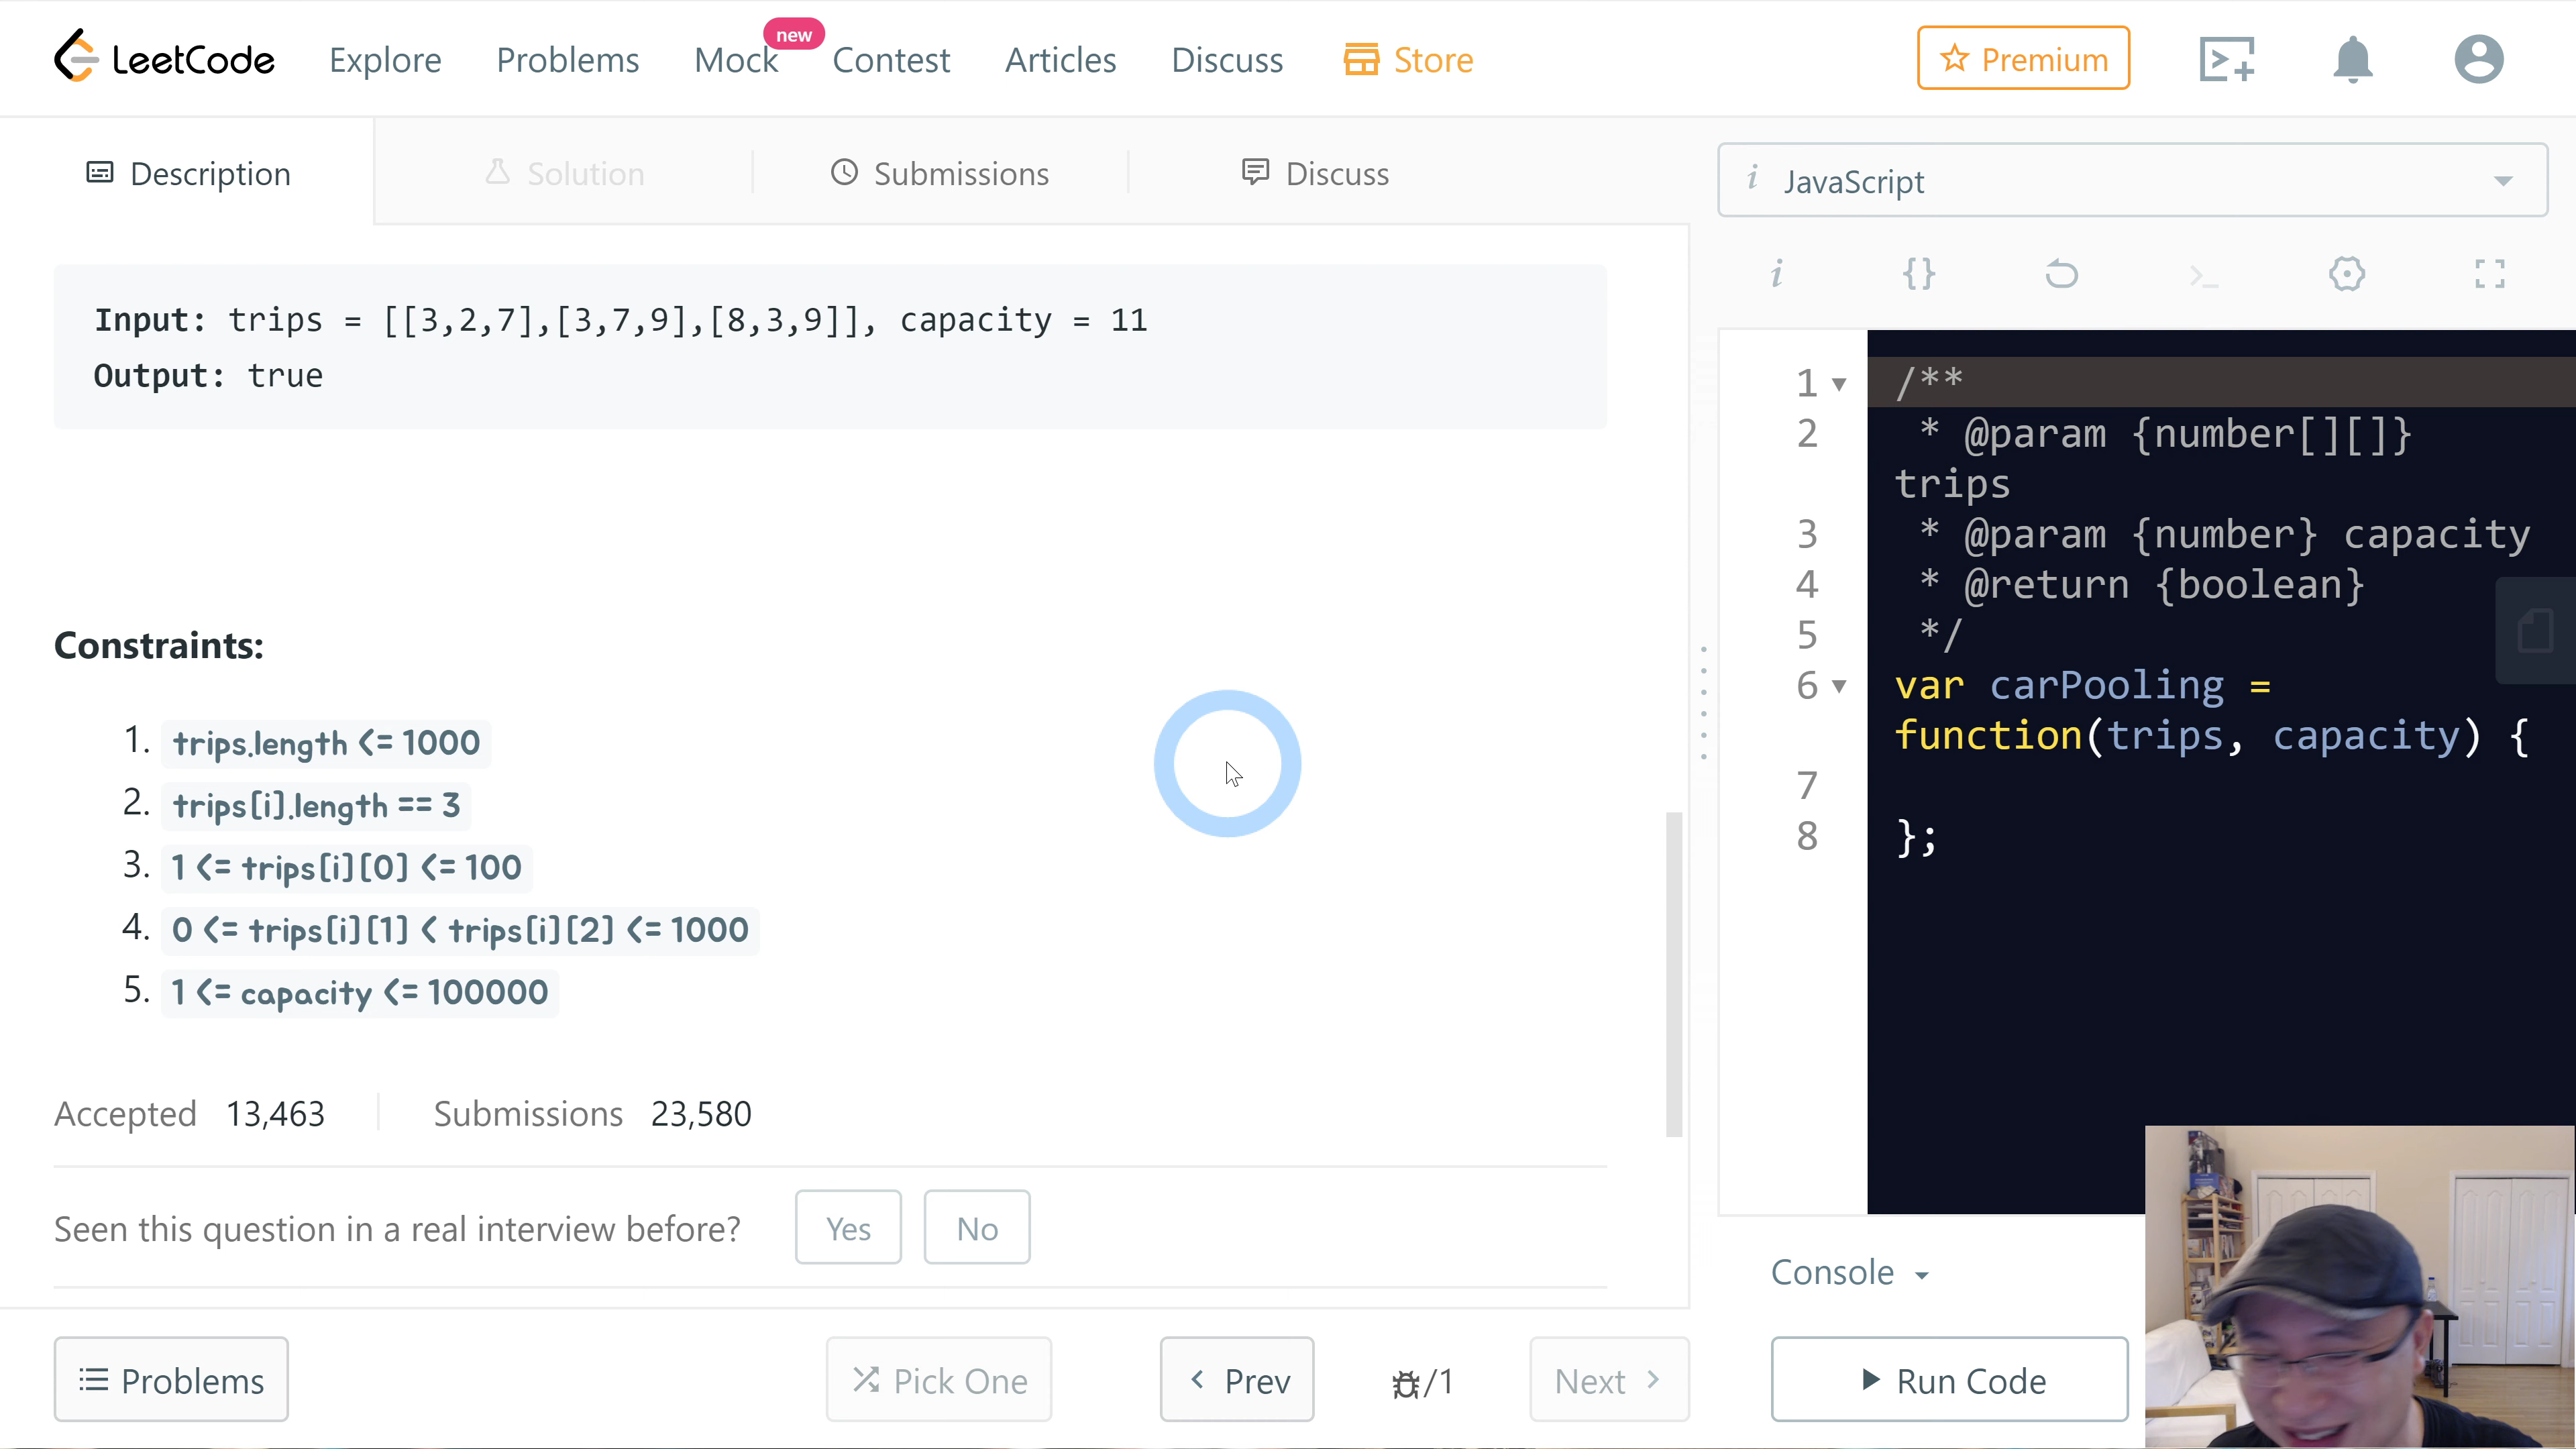 LeetCode Explore Problems Mock new Contest Articles Discuss Store Premium
Description Solution Submissions Discuss
Input: trips = [[3,2,7],[3,7,9],[8,3,9]], capacity = 11
Output: true
Constraints:
1. trips.length <= 1000
2. trips[i].length == 3
3. 1 <= trips[i][0] <= 100
4. 0 <= trips[i][1] < trips[i][2] <= 1000
5. 1 <= capacity <= 100000
Accepted 13,463 Submissions 23,580
Seen this question in a real interview before? Yes No
Problems Pick One Prev /1 Next
i JavaScript
i {} >_
1 /**
2 * @param {number[][]}
trips
3 * @param {number} capacity
4 * @return {boolean}
5 */
6 var carPooling =
function(trips, capacity) {
7
8 };
Console
Run Code